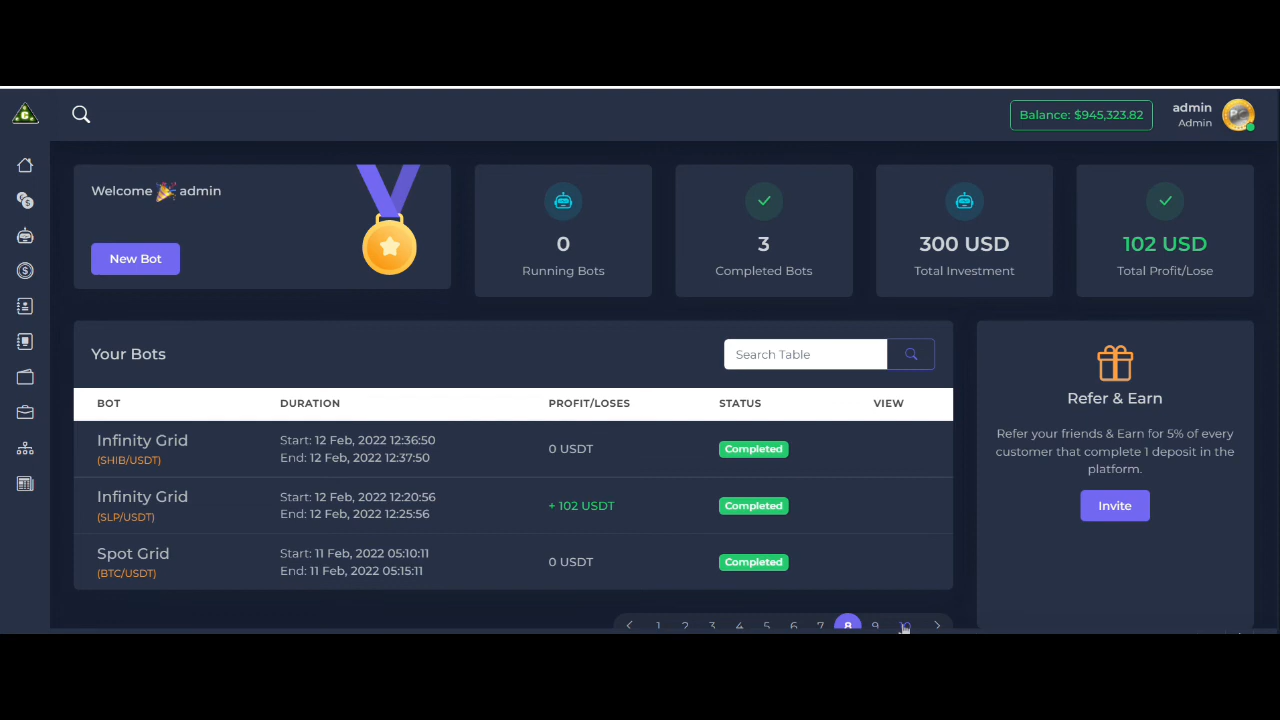 Balance: $945,323.82
admin
Admin
Welcome 🎉 admin
New Bot
0
Running Bots
3
Completed Bots
300 USD
Total Investment
102 USD
Total Profit/Lose
Your Bots
Search Table
BOT DURATION PROFIT/LOSES STATUS VIEW
Infinity Grid
(SHIB/USDT)
Start: 12 Feb, 2022 12:36:50
End: 12 Feb, 2022 12:37:50
0 USDT
Completed
Infinity Grid
(SLP/USDT)
Start: 12 Feb, 2022 12:20:56
End: 12 Feb, 2022 12:25:56
+ 102 USDT
Completed
Spot Grid
(BTC/USDT)
Start: 11 Feb, 2022 05:10:11
End: 11 Feb, 2022 05:15:11
0 USDT
Completed
1 2 3 4 5 6 7 8 9 10
Refer & Earn
Refer your friends & Earn for 5% of every
customer that complete 1 deposit in the
platform.
Invite